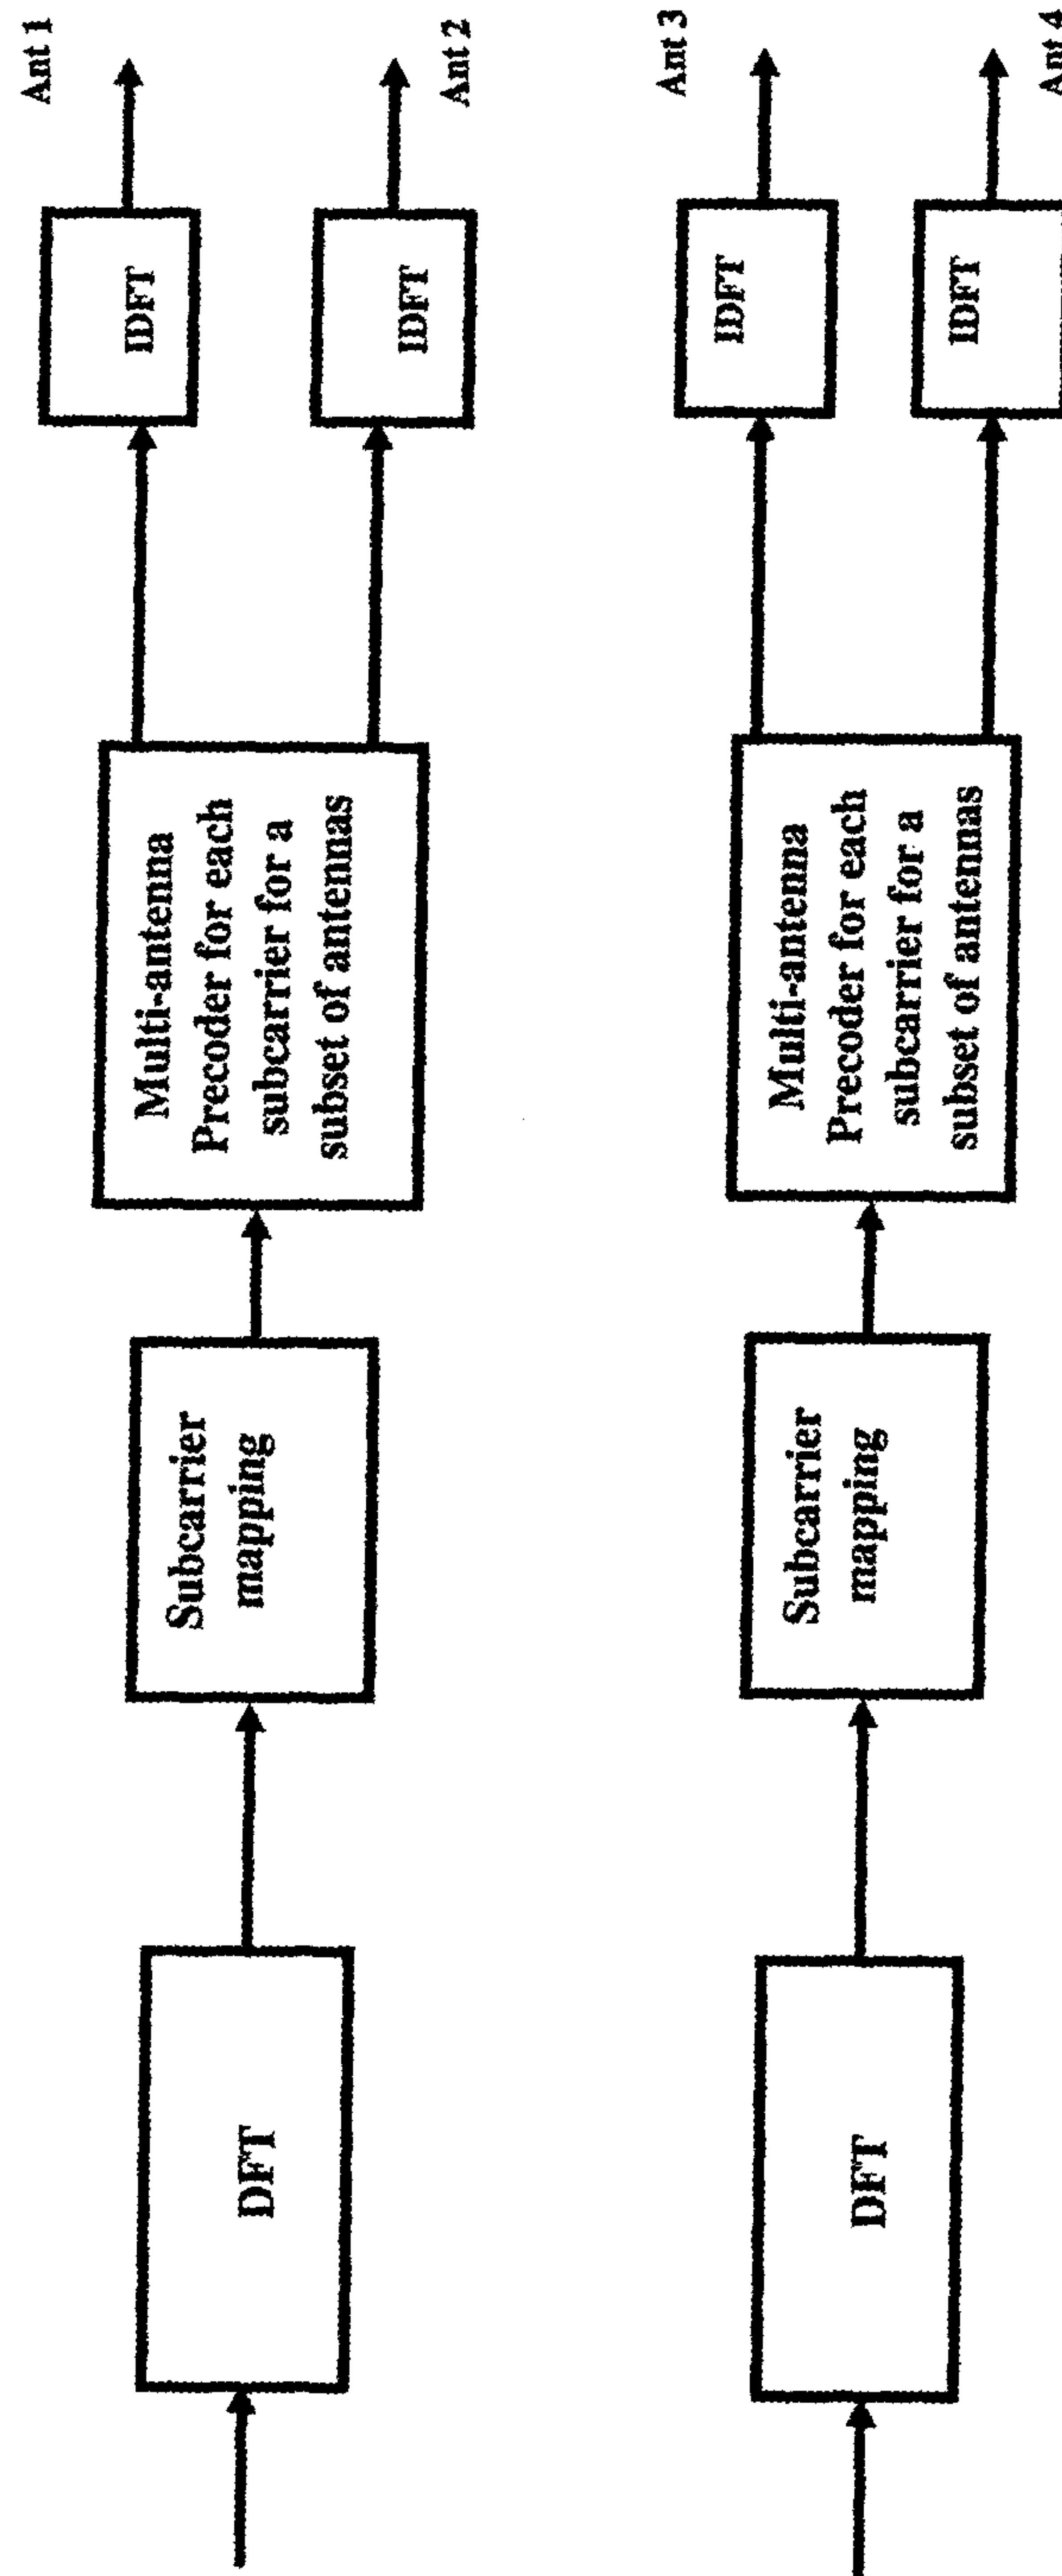 DFT
Subcarrier
mapping
Multi-antenna
Precoder for each
subcarrier for a
subset of antennas
IDFT
Ant 1
IDFT
Ant 2
DFT
Subcarrier
mapping
Multi-antenna
Precoder for each
subcarrier for a
subset of antennas
IDFT
Ant 3
IDFT
Ant 4